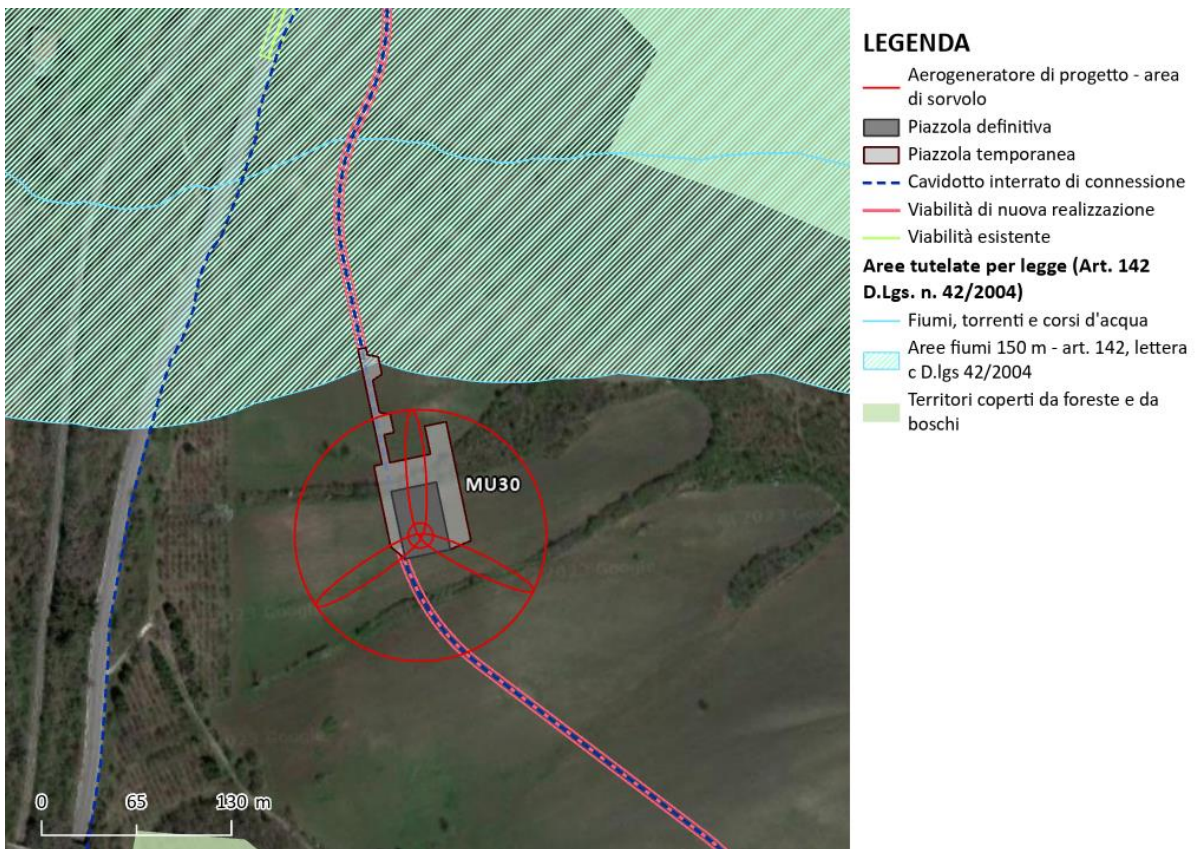 MU30
0 65 130 m
LEGENDA
Aerogeneratore di progetto - area
di sorvolo
Piazzola definitiva
Piazzola temporanea
Cavidotto interrato di connessione
Viabilità di nuova realizzazione
Viabilità esistente
Aree tutelate per legge (Art. 142
D.Lgs. n. 42/2004)
Fiumi, torrenti e corsi d'acqua
Aree fiumi 150 m - art. 142, lettera
c D.lgs 42/2004
Territori coperti da foreste e da
boschi